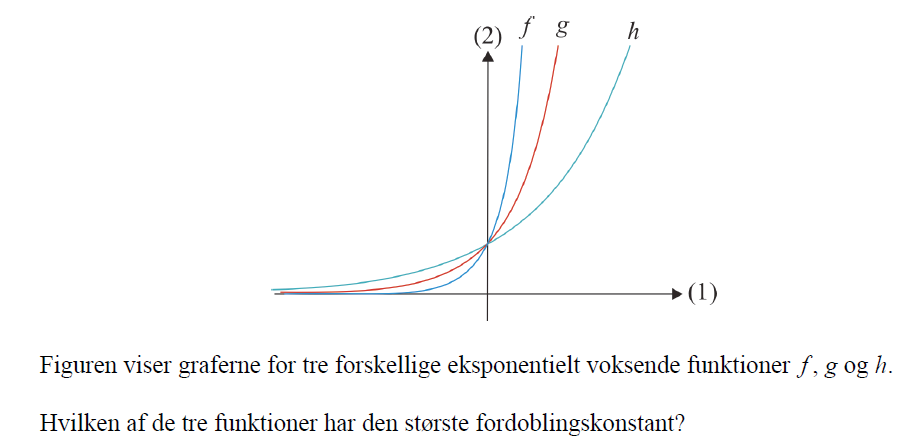 (2) f g h
(1)
Figuren viser graferne for tre forskellige eksponentielt voksende funktioner f, g og h.
Hvilken af de tre funktioner har den største fordoblingskonstant?